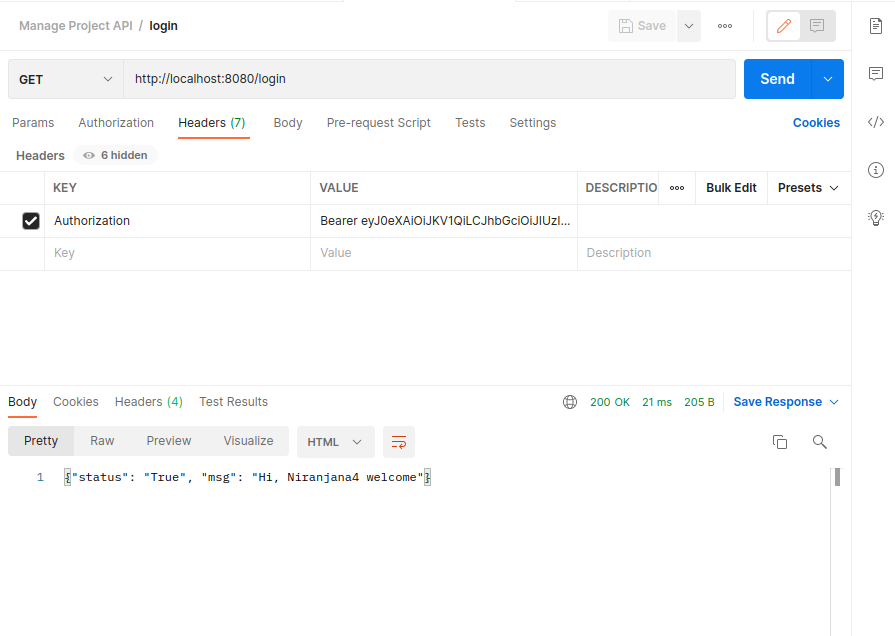 Manage Project API / login
Save
GET
http://localhost:8080/login
Send
Params Authorization Headers (7) Body Pre-request Script Tests Settings
Cookies
Headers 6 hidden
KEY VALUE DESCRIPTIO ooo Bulk Edit Presets
Authorization Bearer eyJ0eXAiOiJKV1QiLCJhbGciOiJIUzI...
Key Value Description
Body Cookies Headers (4) Test Results
200 OK 21 ms 205 B Save Response
Pretty Raw Preview Visualize HTML
1 {"status": "True", "msg": "Hi, Niranjana4 welcome"}